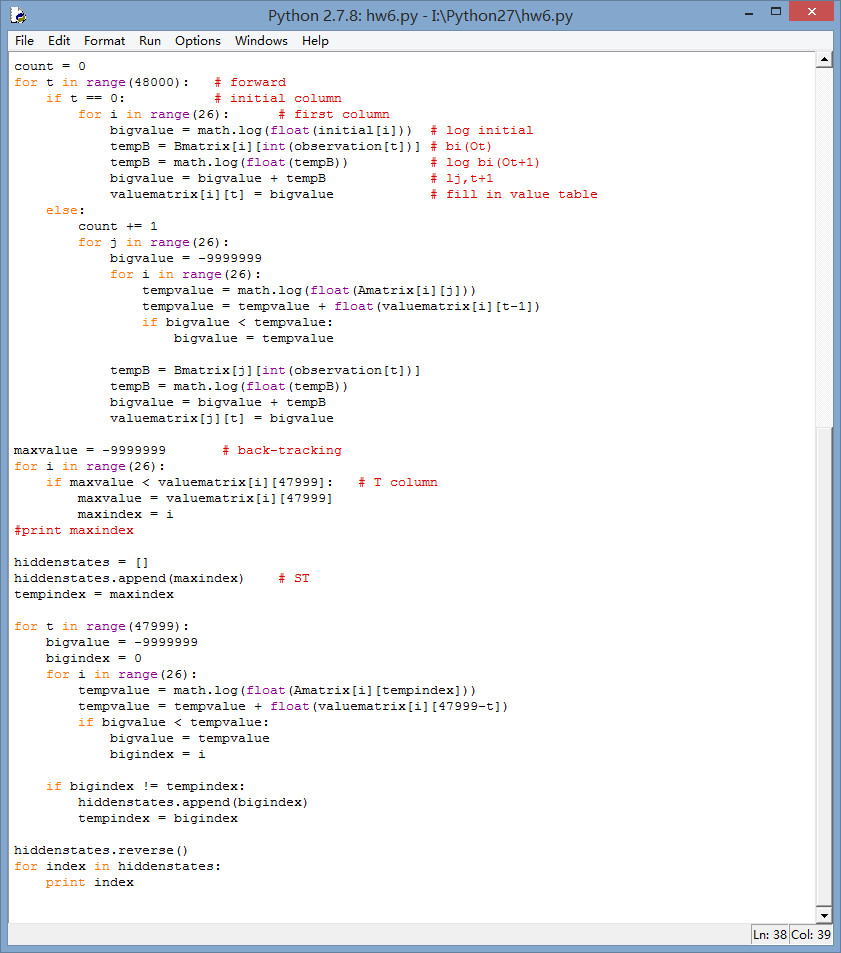 Python 2.7.8: hw6.py - I:\Python27\hw6.py
File Edit Format Run Options Windows Help
count = 0
for t in range(48000):   # forward
    if t == 0:           # initial column
        for i in range(26):      # first column
            bigvalue = math.log(float(initial[i]))  # log initial
            tempB = Bmatrix[i][int(observation[t])] # bi(Ot)
            tempB = math.log(float(tempB))          # log bi(Ot+1)
            bigvalue = bigvalue + tempB             # lj,t+1
            valuematrix[i][t] = bigvalue            # fill in value table
    else:
        count += 1
        for j in range(26):
            bigvalue = -9999999
            for i in range(26):
                tempvalue = math.log(float(Amatrix[i][j]))
                tempvalue = tempvalue + float(valuematrix[i][t-1])
                if bigvalue < tempvalue:
                    bigvalue = tempvalue
            tempB = Bmatrix[j][int(observation[t])]
            tempB = math.log(float(tempB))
            bigvalue = bigvalue + tempB
            valuematrix[j][t] = bigvalue
maxvalue = -9999999       # back-tracking
for i in range(26):
    if maxvalue < valuematrix[i][47999]:   # T column
        maxvalue = valuematrix[i][47999]
        maxindex = i
#print maxindex
hiddenstates = []
hiddenstates.append(maxindex)    # ST
tempindex = maxindex
for t in range(47999):
    bigvalue = -9999999
    bigindex = 0
    for i in range(26):
        tempvalue = math.log(float(Amatrix[i][tempindex]))
        tempvalue = tempvalue + float(valuematrix[i][47999-t])
        if bigvalue < tempvalue:
            bigvalue = tempvalue
            bigindex = i
    if bigindex != tempindex:
        hiddenstates.append(bigindex)
        tempindex = bigindex
hiddenstates.reverse()
for index in hiddenstates:
    print index
Ln: 38 Col: 39